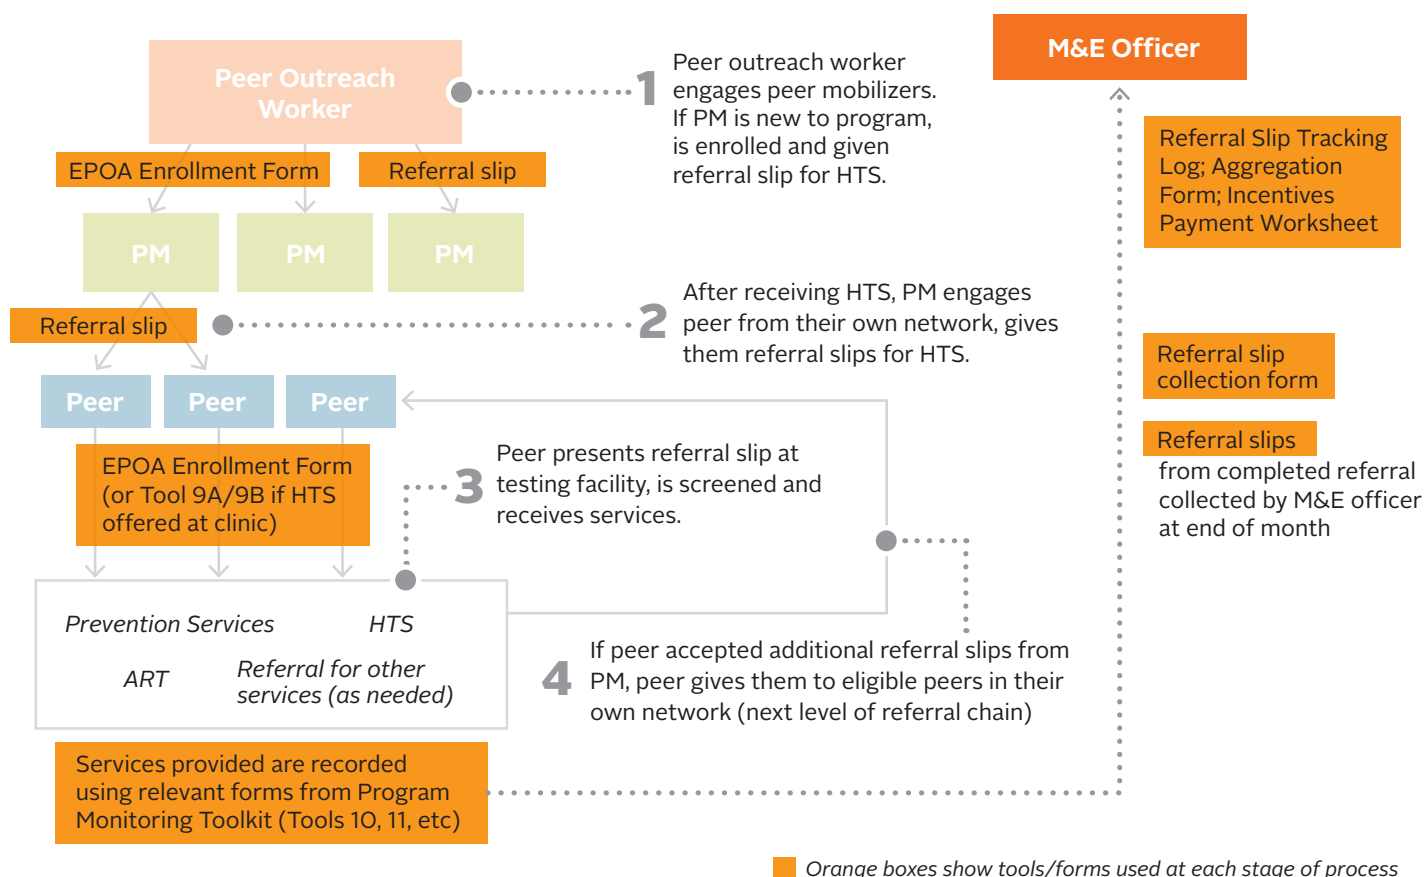 Peer Outreach
Worker
1
Peer outreach worker
engages peer mobilizers.
If PM is new to program,
is enrolled and given
referral slip for HTS.
M&E Officer
EPOA Enrollment Form
Referral slip
Referral Slip Tracking
Log; Aggregation
Form; Incentives
Payment Worksheet
PM
PM
PM
Referral slip
2
After receiving HTS, PM engages
peer from their own network, gives
them referral slips for HTS.
Referral slip
collection form
Peer
Peer
Peer
Referral slips
from completed referral
collected by M&E officer
at end of month
EPOA Enrollment Form
(or Tool 9A/9B if HTS
offered at clinic)
3
Peer presents referral slip at
testing facility, is screened and
receives services.
Prevention Services
HTS
ART
Referral for other
services (as needed)
4
If peer accepted additional referral slips from
PM, peer gives them to eligible peers in their
own network (next level of referral chain)
Services provided are recorded
using relevant forms from Program
Monitoring Toolkit (Tools 10, 11, etc)
Orange boxes show tools/forms used at each stage of process